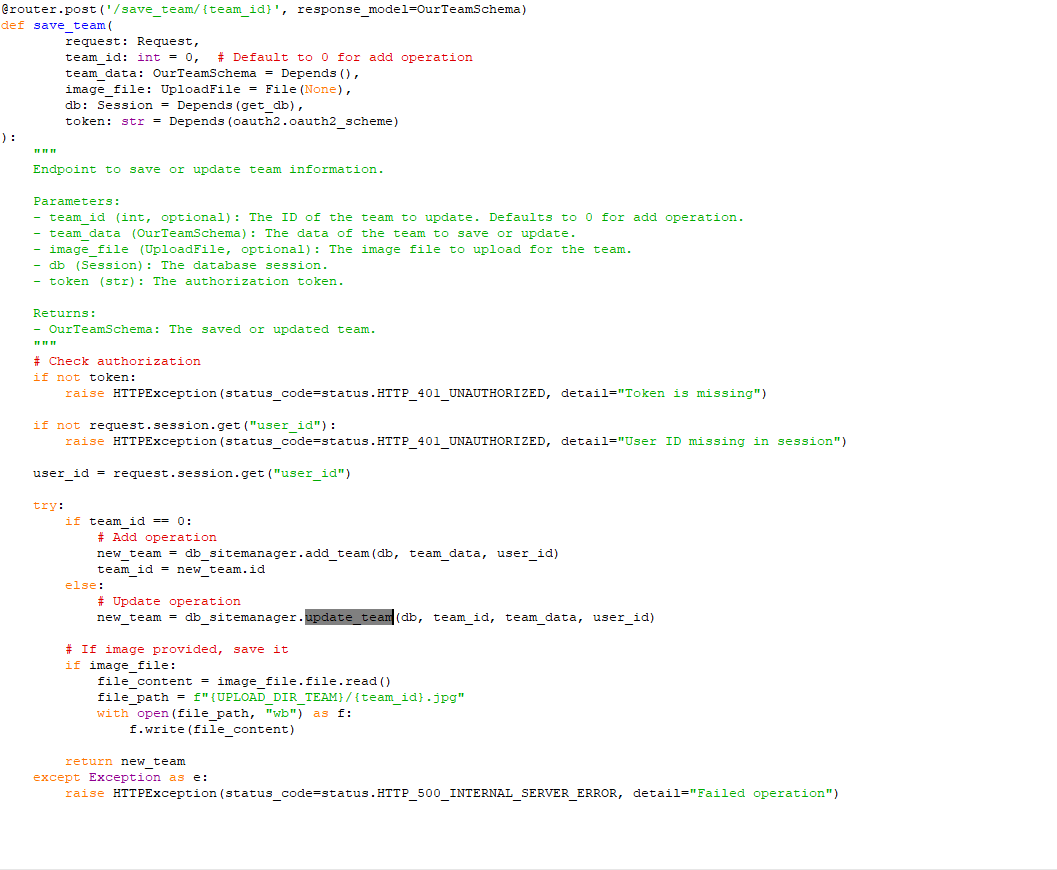 @router.post('/save_team/{team_id}', response_model=OurTeamSchema)
def save_team(
        request: Request,
        team_id: int = 0,  # Default to 0 for add operation
        team_data: OurTeamSchema = Depends(),
        image_file: UploadFile = File(None),
        db: Session = Depends(get_db),
        token: str = Depends(oauth2.oauth2_scheme)
):
    """
    Endpoint to save or update team information.

    Parameters:
    - team_id (int, optional): The ID of the team to update. Defaults to 0 for add operation.
    - team_data (OurTeamSchema): The data of the team to save or update.
    - image_file (UploadFile, optional): The image file to upload for the team.
    - db (Session): The database session.
    - token (str): The authorization token.

    Returns:
    - OurTeamSchema: The saved or updated team.
    """
    # Check authorization
    if not token:
        raise HTTPException(status_code=status.HTTP_401_UNAUTHORIZED, detail="Token is missing")

    if not request.session.get("user_id"):
        raise HTTPException(status_code=status.HTTP_401_UNAUTHORIZED, detail="User ID missing in session")

    user_id = request.session.get("user_id")

    try:
        if team_id == 0:
            # Add operation
            new_team = db_sitemanager.add_team(db, team_data, user_id)
            team_id = new_team.id
        else:
            # Update operation
            new_team = db_sitemanager.update_team(db, team_id, team_data, user_id)

        # If image provided, save it
        if image_file:
            file_content = image_file.file.read()
            file_path = f"{UPLOAD_DIR_TEAM}/{team_id}.jpg"
            with open(file_path, "wb") as f:
                f.write(file_content)

        return new_team
    except Exception as e:
        raise HTTPException(status_code=status.HTTP_500_INTERNAL_SERVER_ERROR, detail="Failed operation")